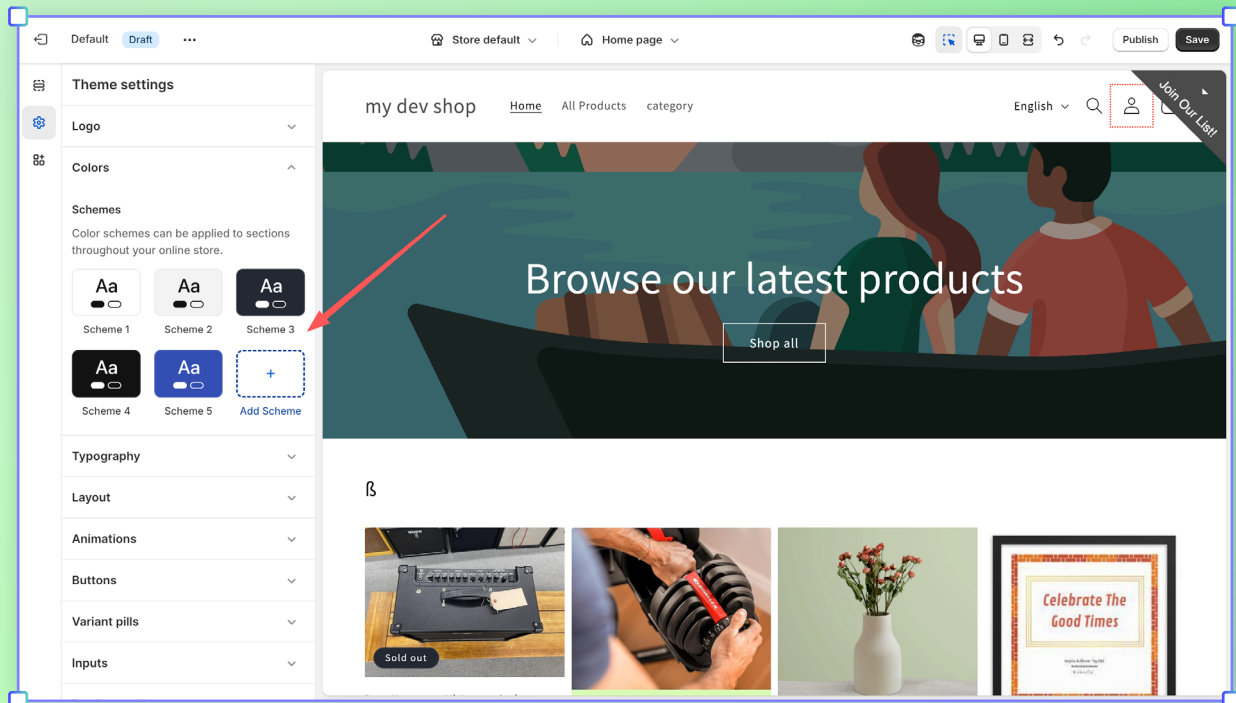 Default Draft ...
Store default
Home page
Publish
Save
Theme settings
Logo
Colors
Schemes
Color schemes can be applied to sections
throughout your online store.
Aa
Aa
Aa
Scheme 1
Scheme 2
Scheme 3
Aa
Aa
+
Scheme 4
Scheme 5
Add Scheme
Typography
Layout
Animations
Buttons
Variant pills
Inputs
my dev shop
Home
All Products
category
English
Join Our List!
Browse our latest products
Shop all
ß
Sold out
Celebrate The
Good Times